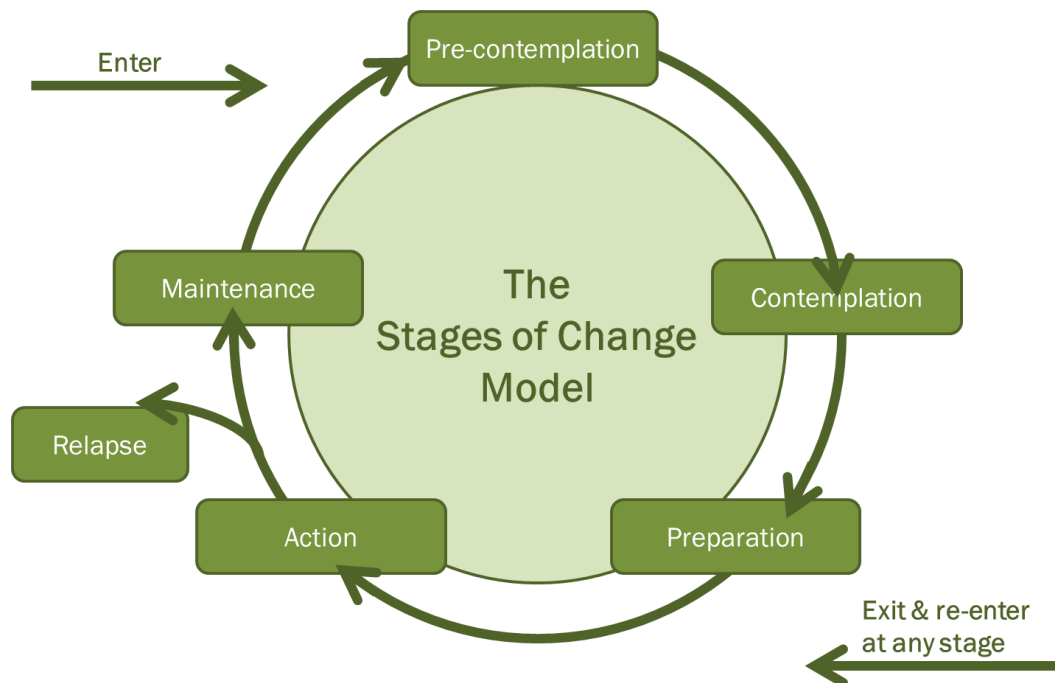 Enter
Pre-contemplation
Maintenance
The
Stages of Change
Model
Contemplation
Relapse
Action
Preparation
Exit & re-enter
at any stage